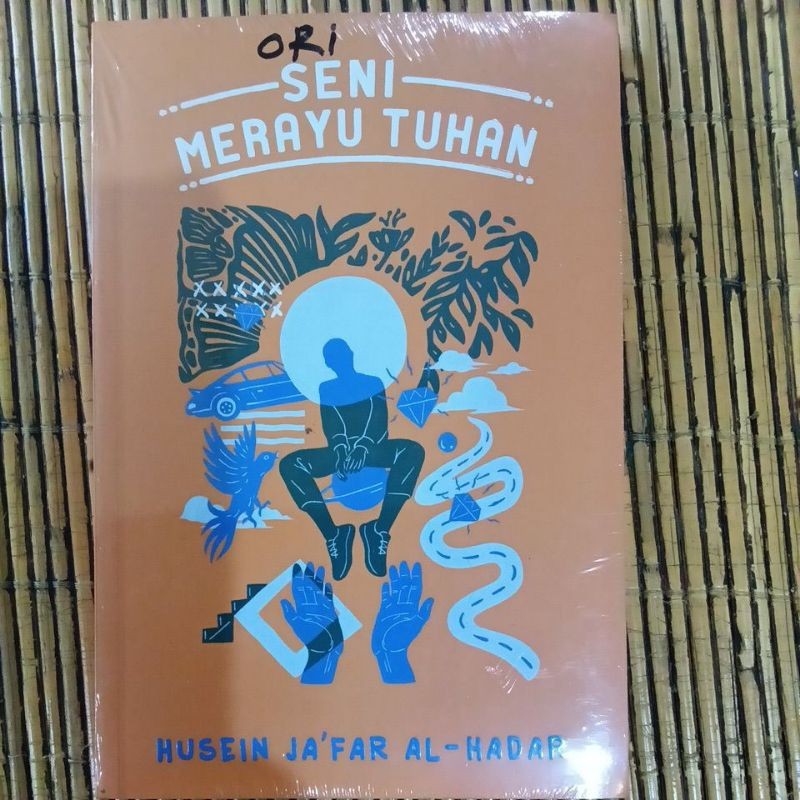 ORi
SENI
MERAYU TUHAN
HUSEIN JA'FAR AL-HADAR